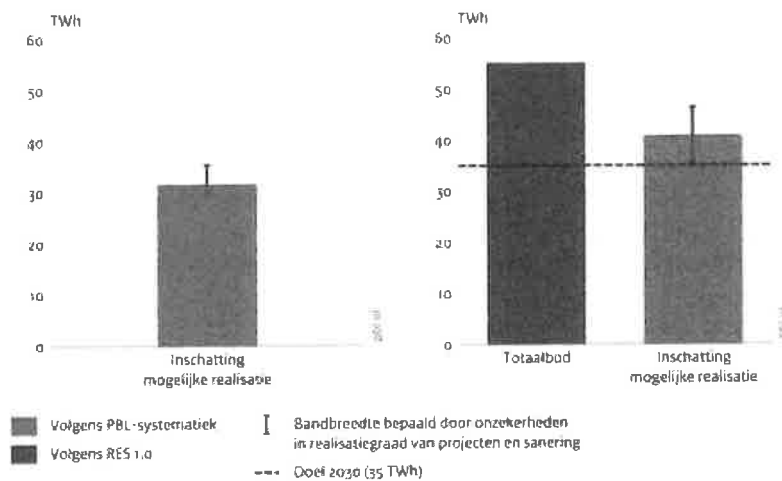 TWh
60
50
40
30
20
10
0
Inschatting
mogelijke realisatie
TWh
60
50
40
30
20
10
0
Totaalbod
Inschatting
mogelijke realisatie
Volgens PBL-systematiek
Volgens RES 1.0
Bandbreedte bepaald door onzekerheden
in realisatiegraad van projecten en sanering
Doel 2030 (35 TWh)